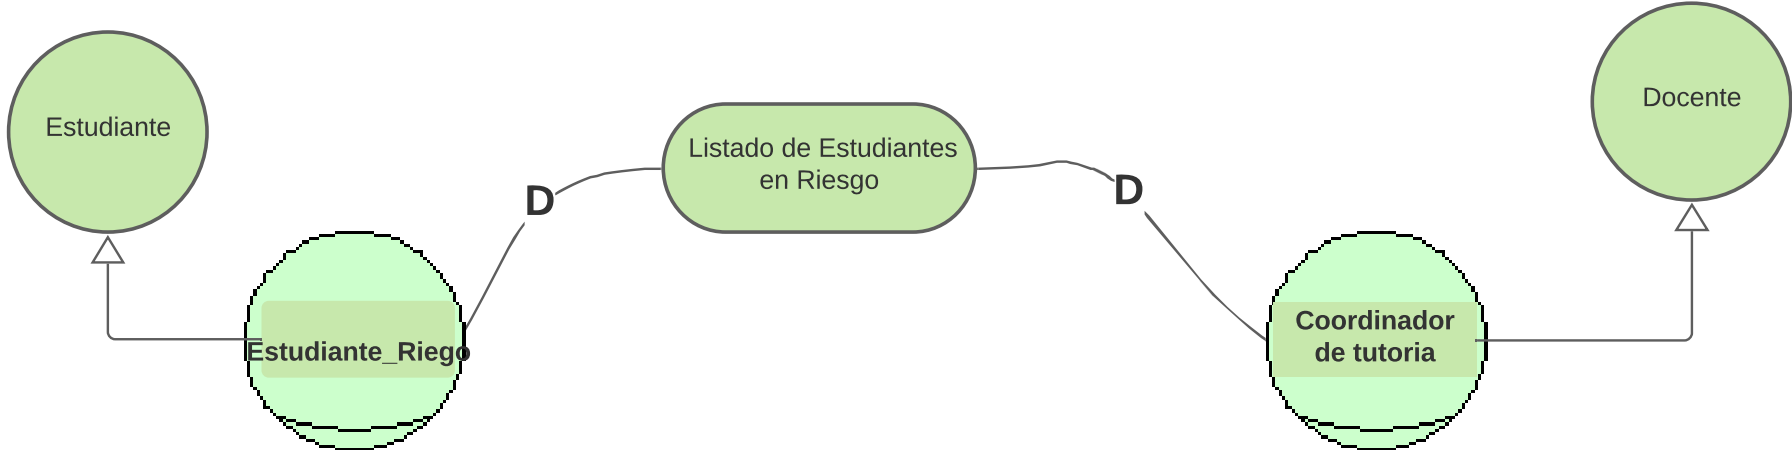 Estudiante
Listado de Estudiantes
en Riesgo
Docente
D
D
Estudiante_Riego
Coordinador
de tutoria